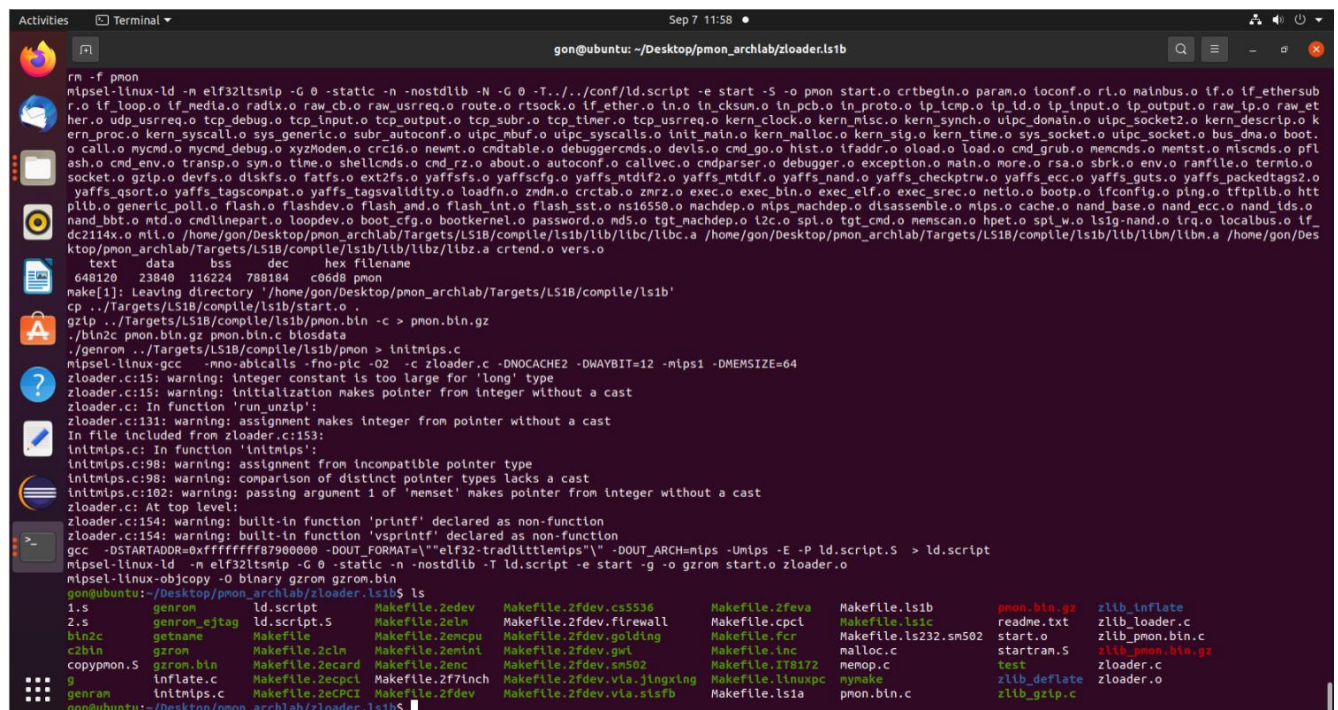 Activities Terminal Sep 7 11:58
gon@ubuntu: ~/Desktop/pmon_archlab/zloader.ls1b
rm -f pmon
mipsel-linux-ld -m elf32ltsmip -G 0 -static -n -nostdlib -N -G 0 -T../../conf/ld.script -e start -S -o pmon start.o crtbegin.o param.o ioconf.o ri.o mainbus.o if.o if_ethersub
r.o if_loop.o if_media.o radix.o raw_cb.o raw_usrreq.o route.o rtsock.o if_ether.o in.o in_cksum.o in_pcb.o in_proto.o ip_icmp.o ip_id.o ip_input.o ip_output.o raw_ip.o raw_et
her.o udp_usrreq.o tcp_debug.o tcp_input.o tcp_output.o tcp_subr.o tcp_timer.o tcp_usrreq.o kern_clock.o kern_misc.o kern_synch.o uipc_domain.o uipc_socket2.o kern_descrip.o k
ern_proc.o kern_syscall.o sys_generic.o subr_autoconf.o uipc_mbuf.o uipc_syscalls.o init_main.o kern_malloc.o kern_sig.o kern_time.o sys_socket.o uipc_socket.o bus_dma.o boot.
o call.o mycmd.o mycmd_debug.o xyzModem.o crc16.o newmt.o cmdtable.o debuggercmds.o devls.o cmd_go.o hist.o ifaddr.o oload.o load.o cmd_grub.o memcmds.o memtst.o miscmds.o pfl
ash.o cmd_env.o transp.o sym.o time.o shellcmds.o cmd_rz.o about.o autoconf.o callvec.o cmdparser.o debugger.o exception.o main.o more.o rsa.o sbrk.o env.o ramfile.o termio.o
socket.o gzip.o devfs.o diskfs.o fatfs.o ext2fs.o yaffsfs.o yaffscfg.o yaffs_mtdif2.o yaffs_mtdif.o yaffs_nand.o yaffs_checkptrw.o yaffs_ecc.o yaffs_guts.o yaffs_packedtags2.o
yaffs_qsort.o yaffs_tagscompat.o yaffs_tagsvalidity.o loadfn.o zmdm.o crctab.o zmrz.o exec.o exec_bin.o exec_elf.o exec_srec.o netio.o bootp.o ifconfig.o ping.o tftplib.o htt
plib.o generic_poll.o flash.o flashdev.o flash_amd.o flash_int.o flash_sst.o ns16550.o machdep.o mips_machdep.o disassemble.o mips.o cache.o nand_base.o nand_ecc.o nand_ids.o
nand_bbt.o mtd.o cmdlinepart.o loopdev.o boot_cfg.o bootkernel.o password.o md5.o tgt_machdep.o i2c.o spi.o tgt_cmd.o memscan.o hpet.o spi_w.o ls1g-nand.o irq.o localbus.o if_
dc2114x.o mii.o /home/gon/Desktop/pmon_archlab/Targets/LS1B/compile/ls1b/lib/libc/libc.a /home/gon/Desktop/pmon_archlab/Targets/LS1B/compile/ls1b/lib/libm/libm.a /home/gon/Des
ktop/pmon_archlab/Targets/LS1B/compile/ls1b/lib/libz/libz.a crtend.o vers.o
text data bss dec hex filename
648120 23840 116224 788184 c06d8 pmon
make[1]: Leaving directory '/home/gon/Desktop/pmon_archlab/Targets/LS1B/compile/ls1b'
cp ../Targets/LS1B/compile/ls1b/start.o .
gzip ../Targets/LS1B/compile/ls1b/pmon.bin -c > pmon.bin.gz
./bin2c pmon.bin.gz pmon.bin.c biosdata
./genrom ../Targets/LS1B/compile/ls1b/pmon > initmips.c
mipsel-linux-gcc -mno-abicalls -fno-pic -O2 -c zloader.c -DNOCACHE2 -DWAYBIT=12 -mips1 -DMEMSIZE=64
zloader.c:15: warning: integer constant is too large for 'long' type
zloader.c:15: warning: initialization makes pointer from integer without a cast
zloader.c: In function 'run_unzip':
zloader.c:131: warning: assignment makes integer from pointer without a cast
In file included from zloader.c:153:
initmips.c: In function 'initmips':
initmips.c:98: warning: assignment from incompatible pointer type
initmips.c:98: warning: comparison of distinct pointer types lacks a cast
initmips.c:102: warning: passing argument 1 of 'memset' makes pointer from integer without a cast
zloader.c: At top level:
zloader.c:154: warning: built-in function 'printf' declared as non-function
zloader.c:154: warning: built-in function 'vsprintf' declared as non-function
gcc -DSTARTADDR=0xffffffff87900000 -DOUT_FORMAT=\""elf32-tradlittlemips"\" -DOUT_ARCH=mips -Umips -E -P ld.script.S > ld.script
mipsel-linux-ld -m elf32ltsmip -G 0 -static -n -nostdlib -T ld.script -e start -g -o gzrom start.o zloader.o
mipsel-linux-objcopy -O binary gzrom gzrom.bin
gon@ubuntu:~/Desktop/pmon_archlab/zloader.ls1b$ ls
1.s genrom ld.script Makefile.2edev Makefile.2fdev.cs5536 Makefile.2feva Makefile.ls1b pmon.bin.gz zlib_inflate
2.s genrom_ejtag ld.script.S Makefile.2elm Makefile.2fdev.firewall Makefile.cpci Makefile.ls1c readme.txt zlib_loader.c
bin2c getname Makefile Makefile.2emcpu Makefile.2fdev.golding Makefile.fcr Makefile.ls232.sm502 start.o zlib_pmon.bin.c
c2bin gzrom Makefile.2clm Makefile.2emini Makefile.2fdev.gwi Makefile.inc malloc.c startram.S zlib_pmon.bin.gz
copypmon.S gzrom.bin Makefile.2ecard Makefile.2enc Makefile.2fdev.sm502 Makefile.IT8172 memop.c test zloader.c
g inflate.c Makefile.2ecpci Makefile.2f7inch Makefile.2fdev.via.jingxing Makefile.linuxpc mymake zlib_deflate zloader.o
genram initmips.c Makefile.2eCPCI Makefile.2fdev Makefile.2fdev.via.sisfb Makefile.ls1a pmon.bin.c zlib_gzip.c
gon@ubuntu:~/Desktop/pmon_archlab/zloader.ls1b$